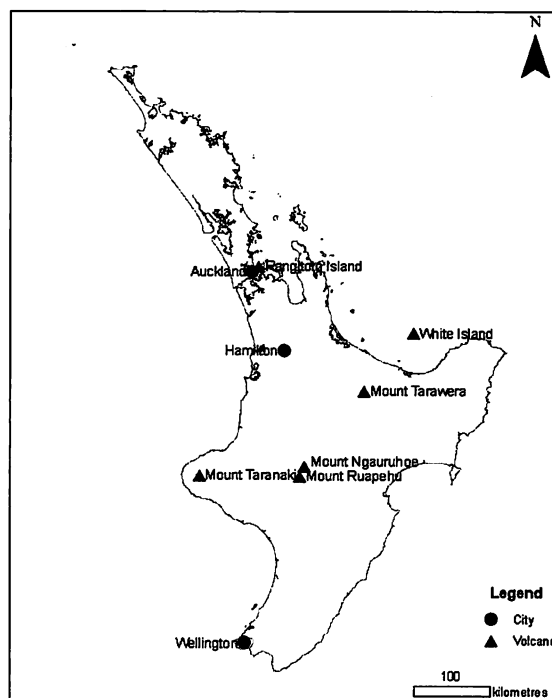 N
Auckland Rangitoto Island
White Island
Hamilton
Mount Tarawera
Mount Ngauruhoe
Mount Taranaki Mount Ruapehu
Legend
City
Wellington
Volcano
100
kilometres